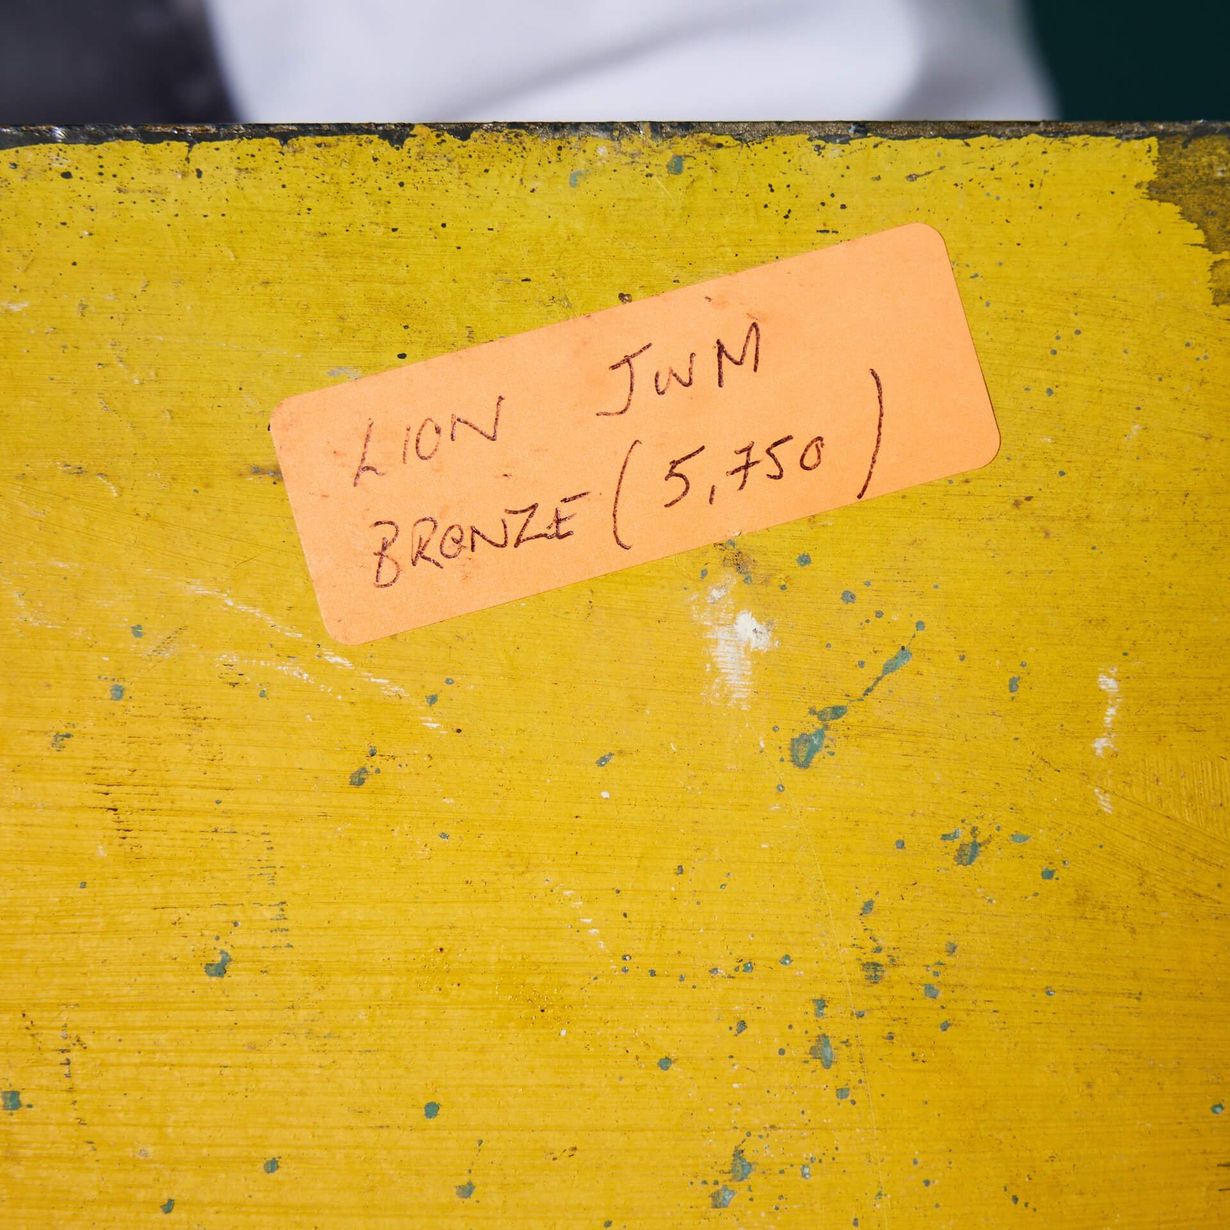 LION JWM
BRONZE (5,750)